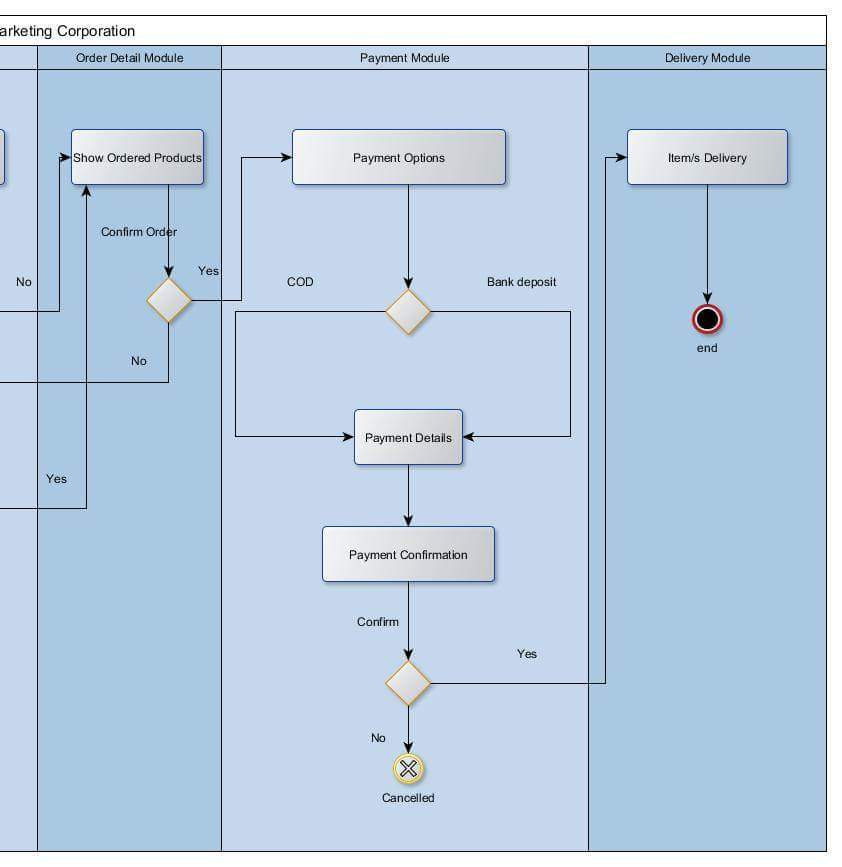 arketing Corporation
Order Detail Module
Payment Module
Delivery Module
Show Ordered Products
Payment Options
Item/s Delivery
Confirm Order
Yes
No
COD
Bank deposit
end
No
Payment Details
Yes
Payment Confirmation
Confirm
Yes
No
Cancelled